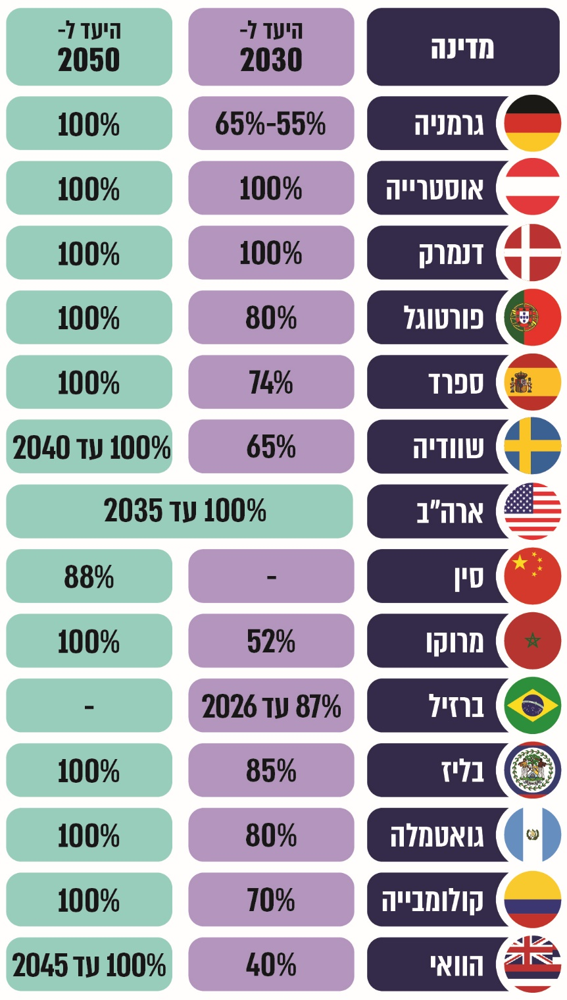 מדינה
היעד ל-
2030
היעד ל-
2050
גרמניה
65%-55%
100%
אוסטרייה
100%
100%
דנמרק
100%
100%
פורטוגל
80%
100%
ספרד
74%
100%
שוודיה
65%
100% עד 2040
ארה"ב
100% עד 2035
סין
-
88%
מרוקו
52%
100%
ברזיל
87% עד 2026
-
בליז
85%
100%
גואטמלה
80%
100%
קולומבייה
70%
100%
הוואי
40%
100% עד 2045